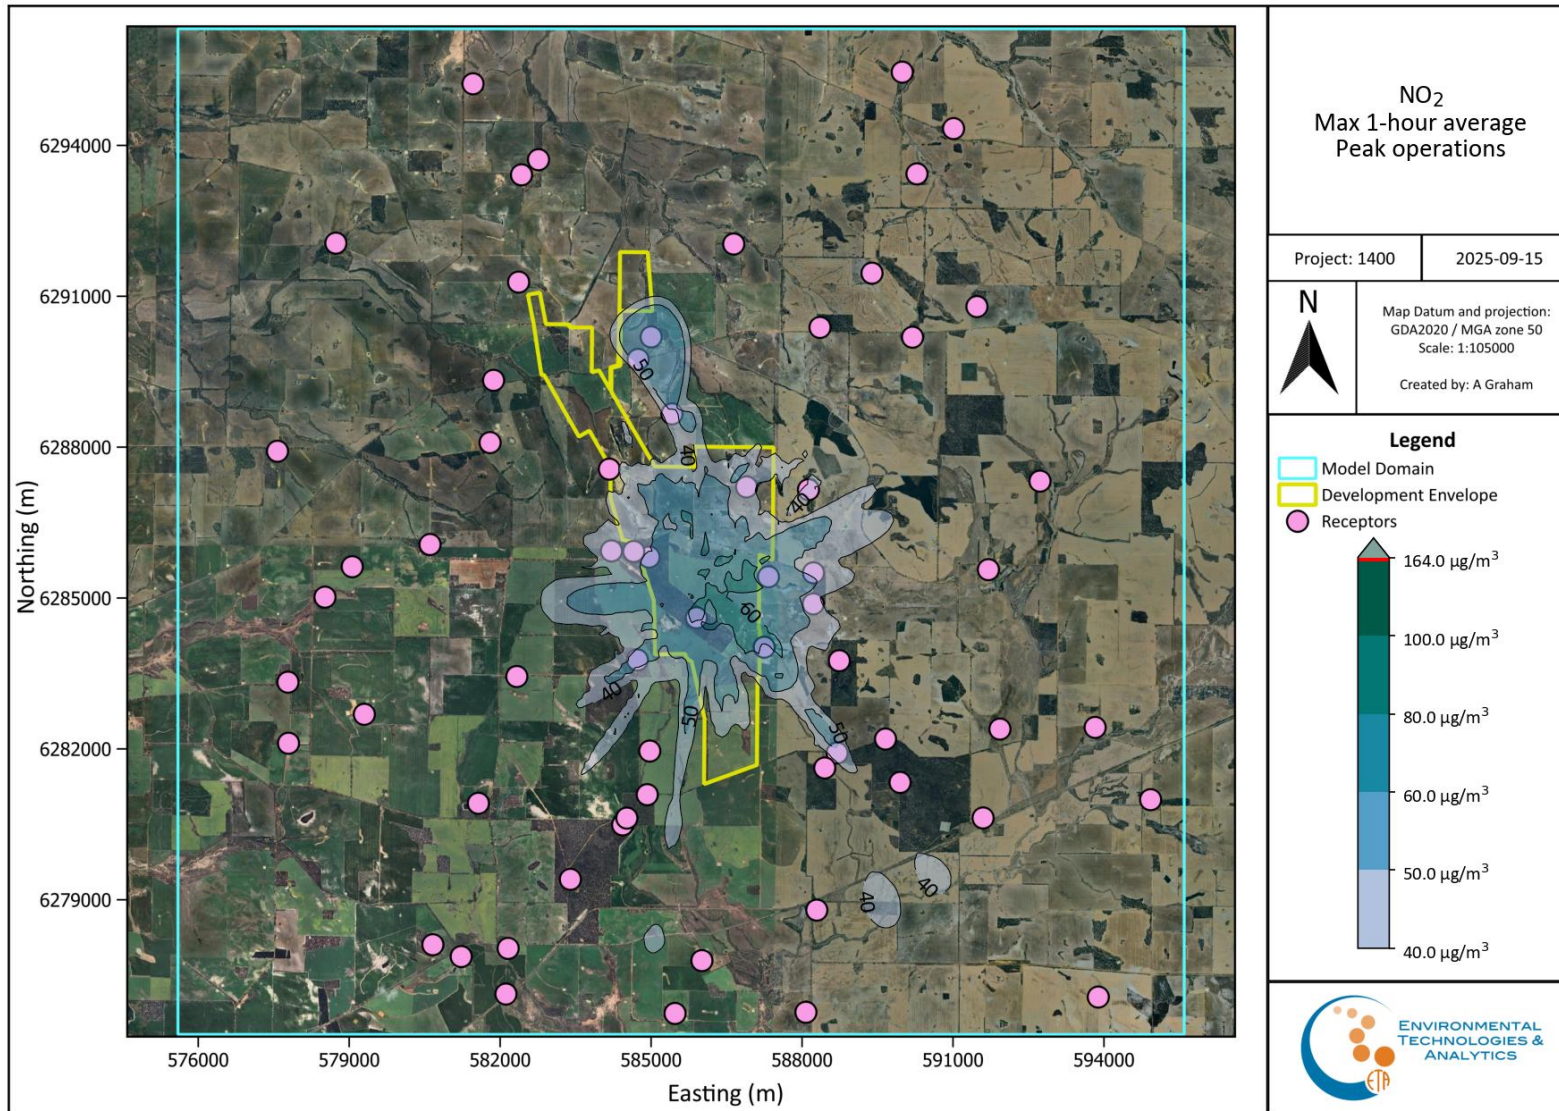 NO2
Max 1-hour average
Peak operations
Project: 1400
2025-09-15
N
Map Datum and projection:
GDA2020 / MGA zone 50
Scale: 1:105000
Created by: A Graham
Legend
Model Domain
Development Envelope
Receptors
164.0 µg/m³
100.0 µg/m³
80.0 µg/m³
60.0 µg/m³
50.0 µg/m³
40.0 µg/m³
ENVIRONMENTAL
TECHNOLOGIES &
ANALYTICS
ETA
Northing (m)
6294000
6291000
6288000
6285000
6282000
6279000
576000
579000
582000
585000
588000
591000
594000
Easting (m)
50
40
40
60
40
50
50
40
40